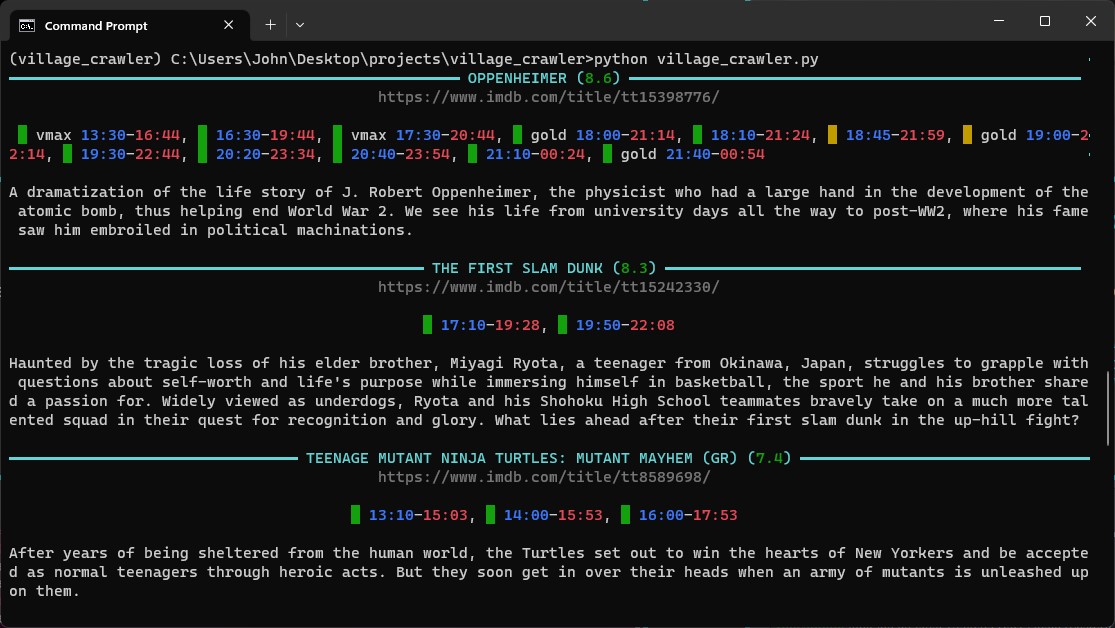 Command Prompt
(village_crawler) C:\Users\John\Desktop\projects\village_crawler>python village_crawler.py
OPPENHEIMER (8.6)
https://www.imdb.com/title/tt15398776/
vmax 13:30-16:44, 16:30-19:44, vmax 17:30-20:44, gold 18:00-21:14, 18:10-21:24, 18:45-21:59, gold 19:00-2
2:14, 19:30-22:44, 20:20-23:34, 20:40-23:54, 21:10-00:24, gold 21:40-00:54
A dramatization of the life story of J. Robert Oppenheimer, the physicist who had a large hand in the development of the
atomic bomb, thus helping end World War 2. We see his life from university days all the way to post-WW2, where his fame
saw him embroiled in political machinations.
THE FIRST SLAM DUNK (8.3)
https://www.imdb.com/title/tt15242330/
17:10-19:28, 19:50-22:08
Haunted by the tragic loss of his elder brother, Miyagi Ryota, a teenager from Okinawa, Japan, struggles to grapple with
questions about self-worth and life's purpose while immersing himself in basketball, the sport he and his brother share
d a passion for. Widely viewed as underdogs, Ryota and his Shohoku High School teammates bravely take on a much more tal
ented squad in their quest for recognition and glory. What lies ahead after their first slam dunk in the up-hill fight?
TEENAGE MUTANT NINJA TURTLES: MUTANT MAYHEM (GR) (7.4)
https://www.imdb.com/title/tt8589698/
13:10-15:03, 14:00-15:53, 16:00-17:53
After years of being sheltered from the human world, the Turtles set out to win the hearts of New Yorkers and be accepte
d as normal teenagers through heroic acts. But they soon get in over their heads when an army of mutants is unleashed up
on them.